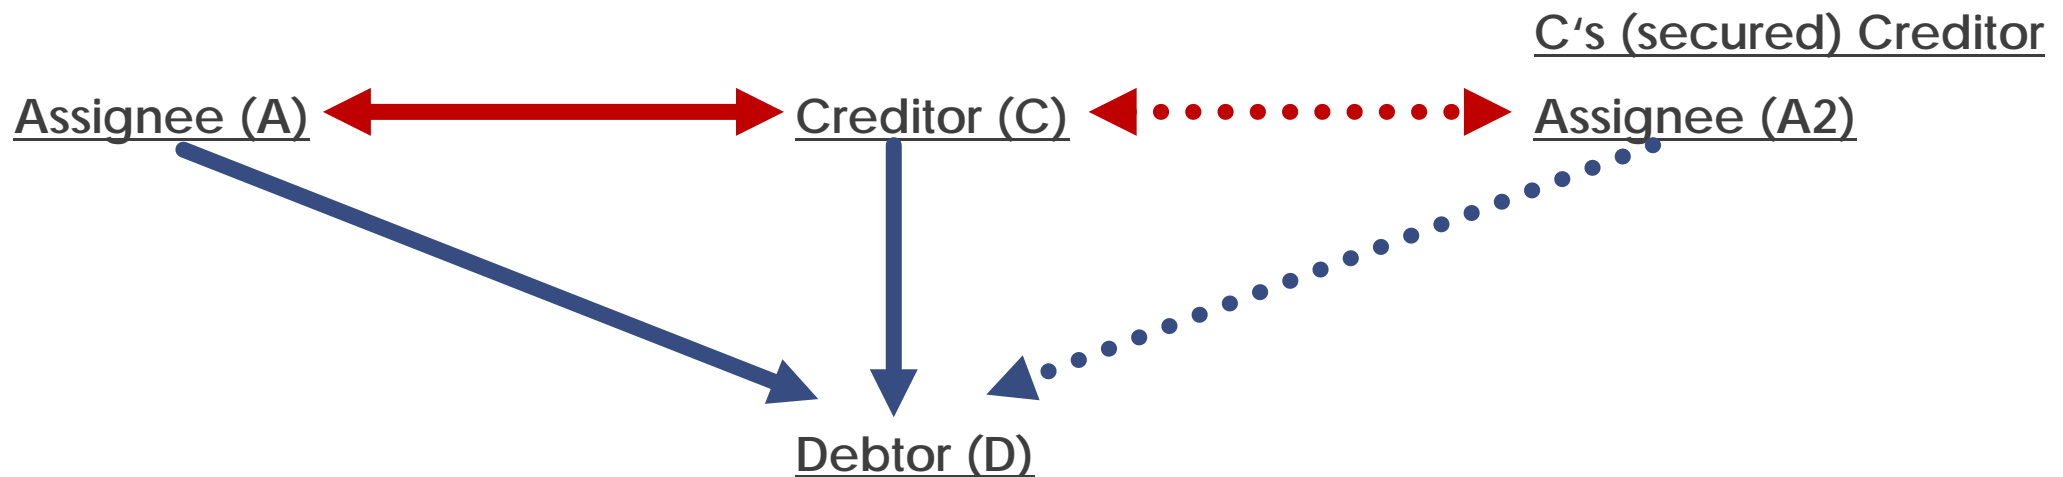 C‘s (secured) Creditor
Assignee (A)
Creditor (C)
Assignee (A2)
Debtor (D)